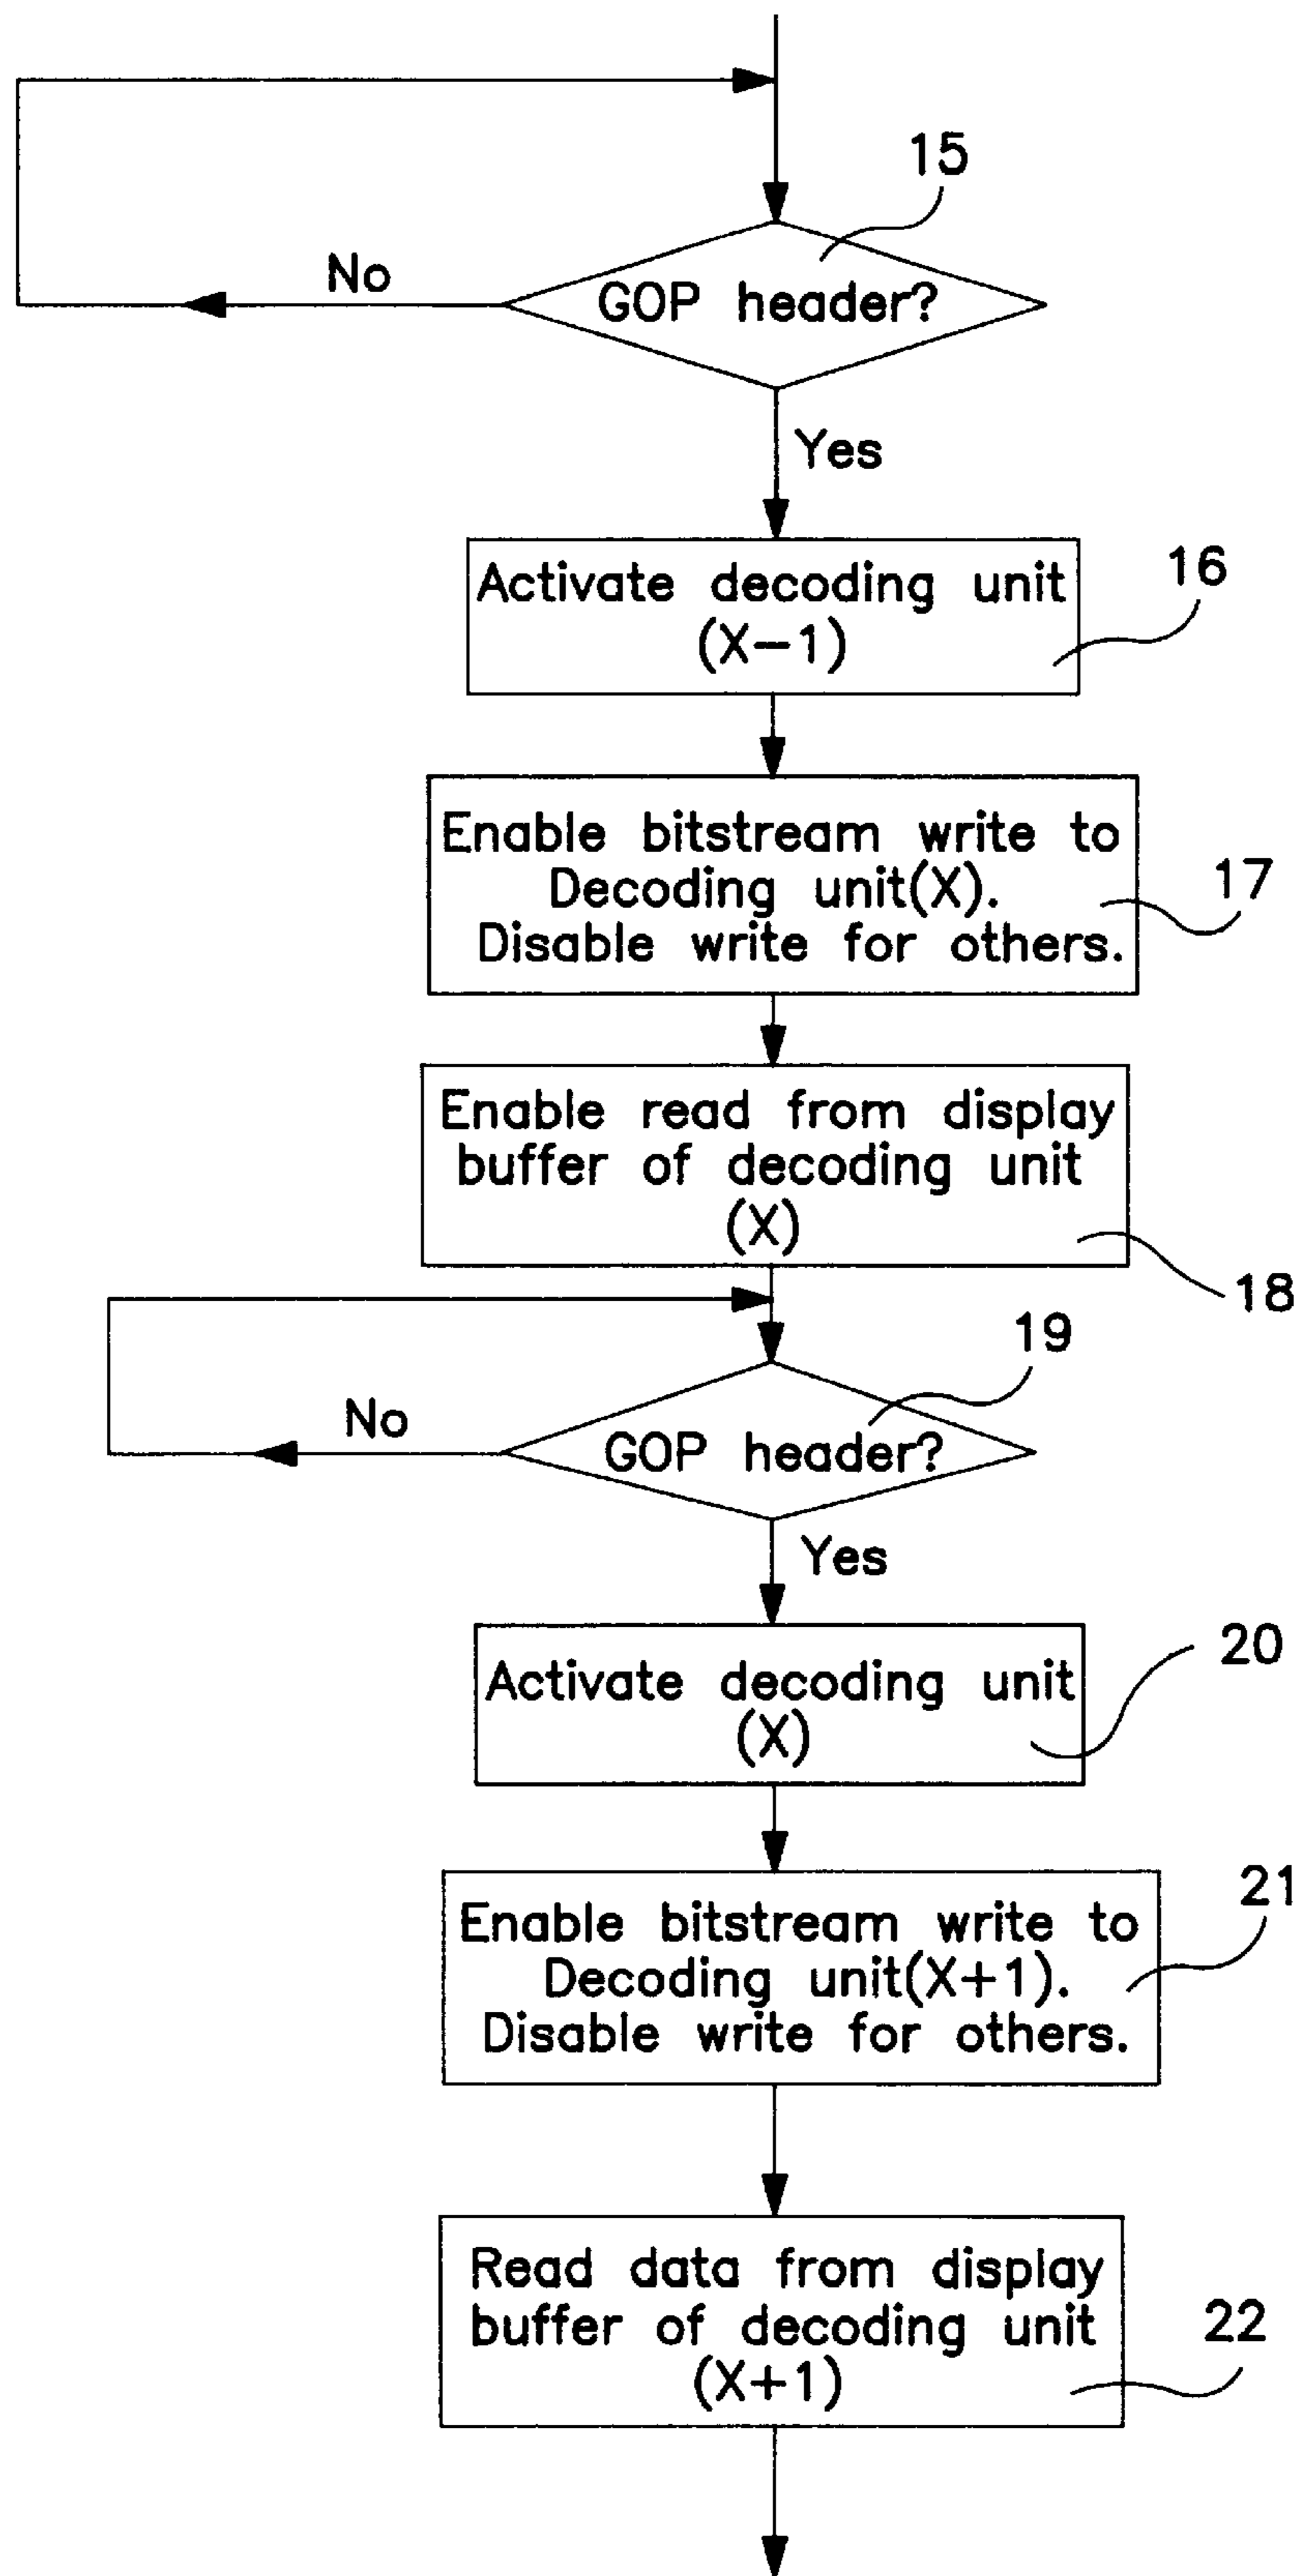 15
No
GOP header?
Yes
Activate decoding unit
(X-1)
16
Enable bitstream write to
Decoding unit(X).
Disable write for others.
17
Enable read from display
buffer of decoding unit
(X)
18
19
No
GOP header?
Yes
Activate decoding unit
(X)
20
Enable bitstream write to
Decoding unit(X+1).
Disable write for others.
21
Read data from display
buffer of decoding unit
(X+1)
22